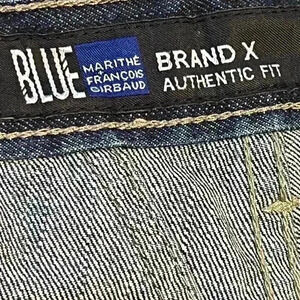 BLUE
MARITHÉ
FRANÇOIS
GIRBAUD
BRAND X
AUTHENTIC FIT